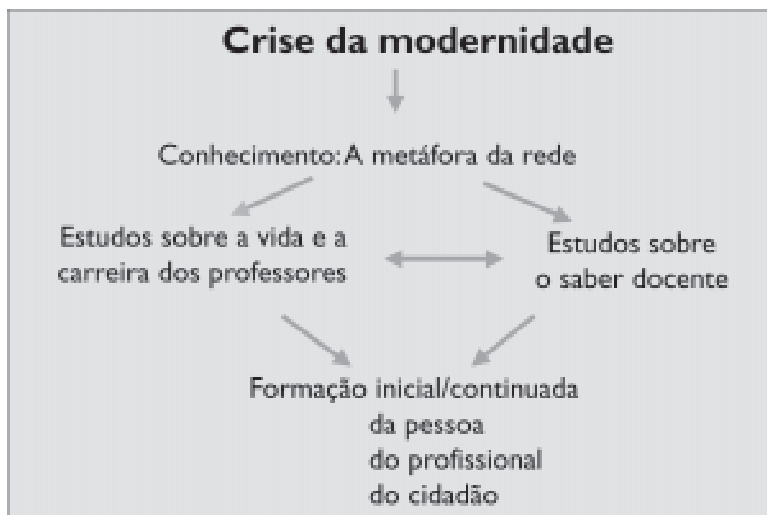 Crise da modernidade
Conhecimento: A metáfora da rede
Estudos sobre a vida e a
carreira dos professores
Estudos sobre
o saber docente
Formação inicial/continuada
da pessoa
do profissional
do cidadão